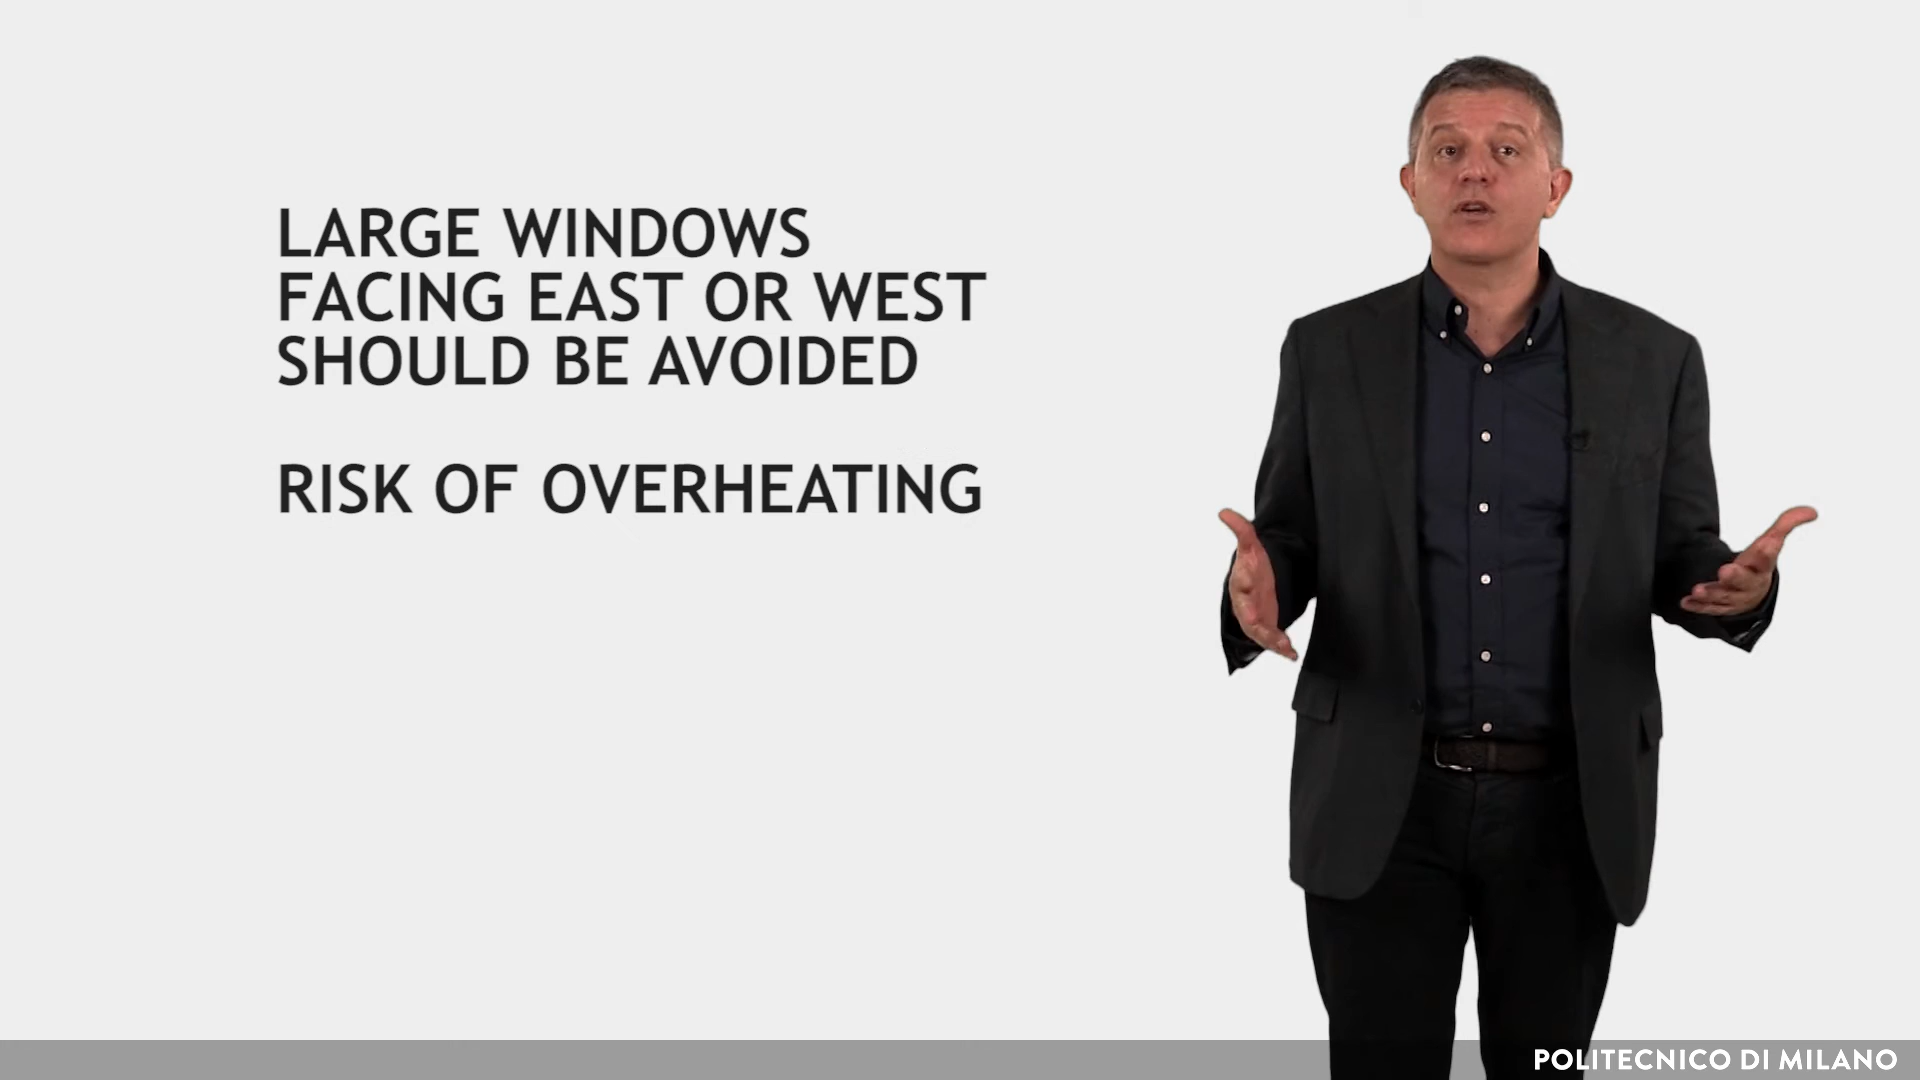 LARGE WINDOWS
FACING EAST OR WEST
SHOULD BE AVOIDED
RISK OF OVERHEATING
POLITECNICO DI MILANO